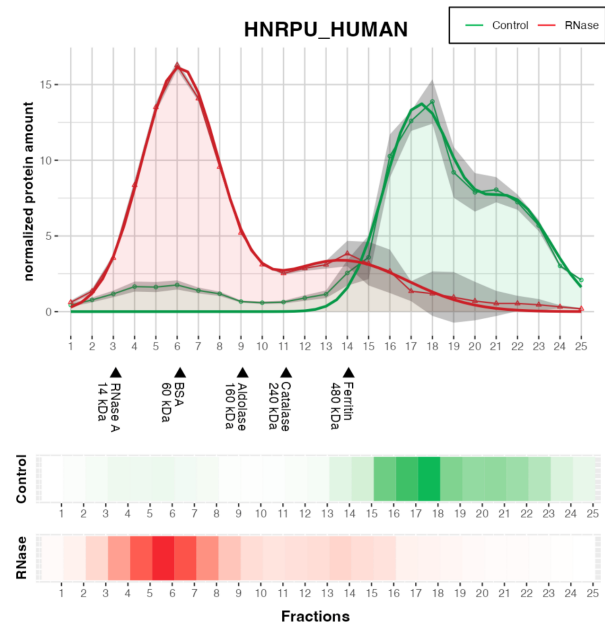 HNRPU_HUMAN
Control RNase
normalized protein amount
15
10
5
0
1 2 3 4 5 6 7 8 9 10 11 12 13 14 15 16 17 18 19 20 21 22 23 24 25
RNase A
14 kDa
BSA
60 kDa
Aldolase
160 kDa
Catalase
240 kDa
Ferritin
480 kDa
Control
1 2 3 4 5 6 7 8 9 10 11 12 13 14 15 16 17 18 19 20 21 22 23 24 25
RNase
1 2 3 4 5 6 7 8 9 10 11 12 13 14 15 16 17 18 19 20 21 22 23 24 25
Fractions